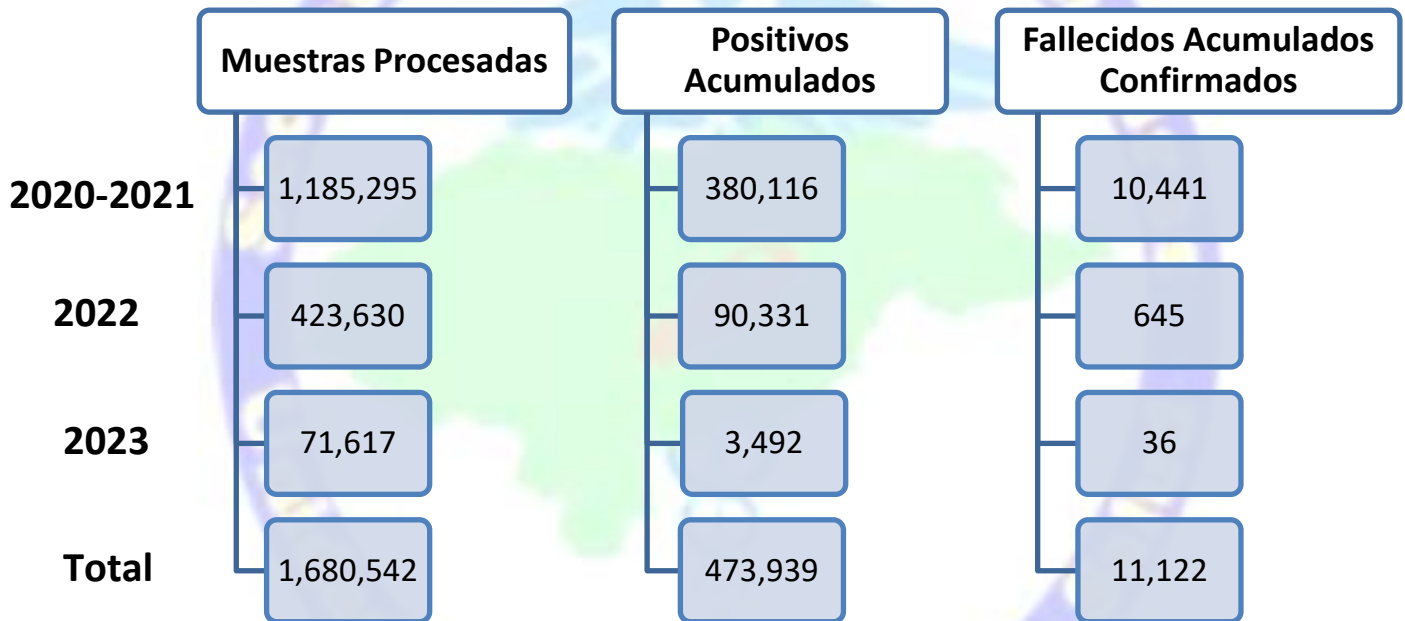 Muestras Procesadas
Positivos
Acumulados
Fallecidos Acumulados
Confirmados
2020-2021
1,185,295
380,116
10,441
2022
423,630
90,331
645
2023
71,617
3,492
36
Total
1,680,542
473,939
11,122